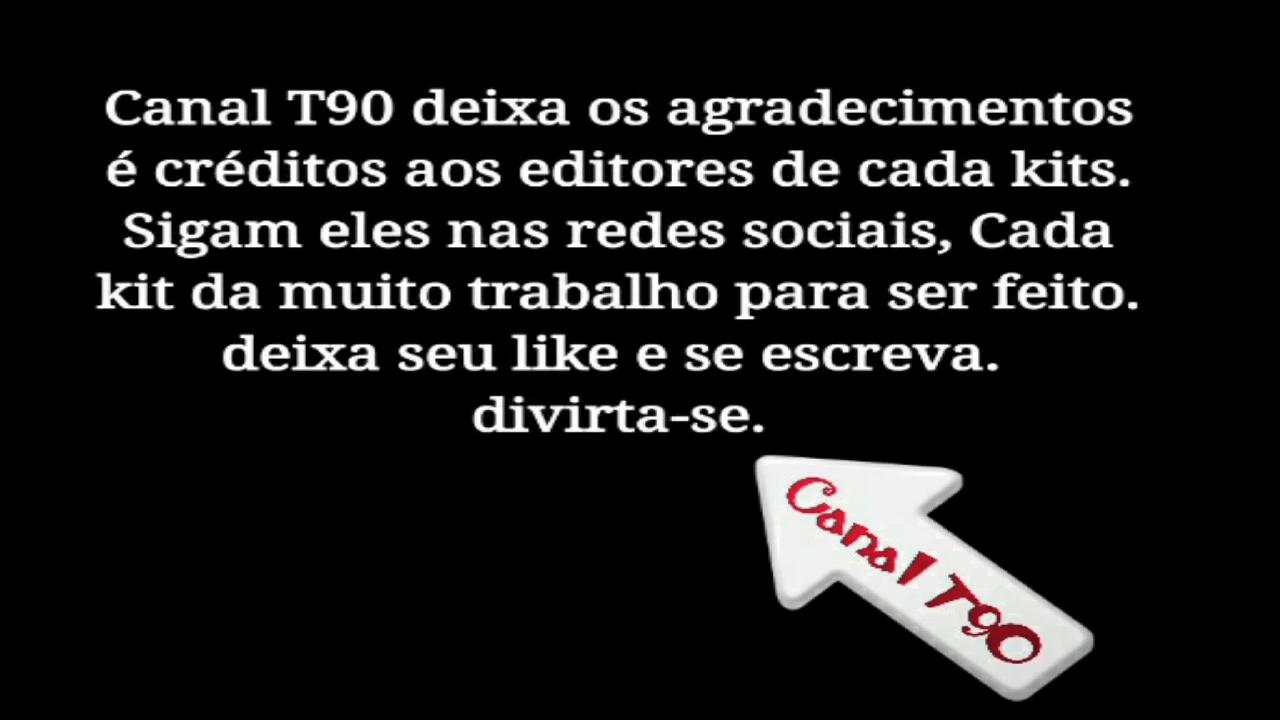 Canal T90 deixa os agradecimentos
é créditos aos editores de cada kits.
Sigam eles nas redes sociais, Cada
kit da muito trabalho para ser feito.
deixa seu like e se escreva.
divirta-se.
Canal T90